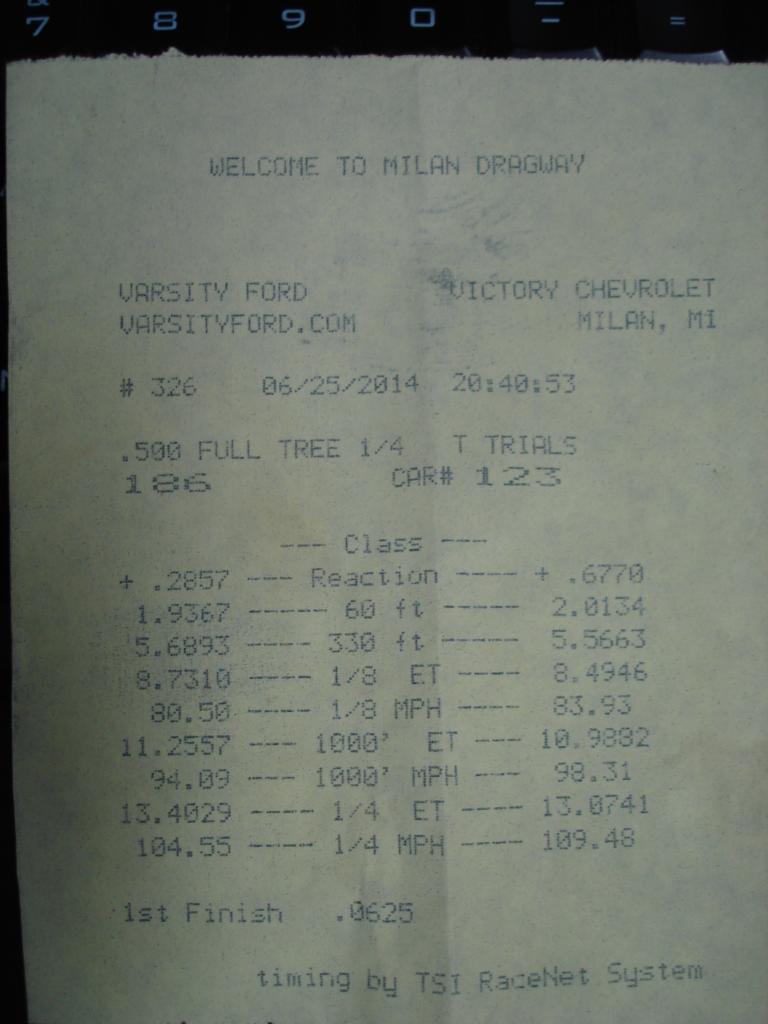 & 7 8 9 0 - =
WELCOME TO MILAN DRAGWAY
VARSITY FORD VICTORY CHEVROLET
VARSITYFORD.COM MILAN, MI
# 326 06/25/2014 20:40:53
.500 FULL TREE 1/4 T TRIALS
186 CAR# 123
--- Class ---
+ .2857 --- Reaction ---- + .6770
1.9367 ----- 60 ft ----- 2.0134
5.6893 ---- 330 ft ----- 5.5663
8.7310 ---- 1/8 ET ---- 8.4946
80.50 ---- 1/8 MPH ---- 83.93
11.2557 --- 1000' ET --- 10.9882
94.09 --- 1000' MPH --- 98.31
13.4029 ---- 1/4 ET ---- 13.0741
104.55 ---- 1/4 MPH ---- 109.48
1st Finish .0625
timing by TSI RaceNet System